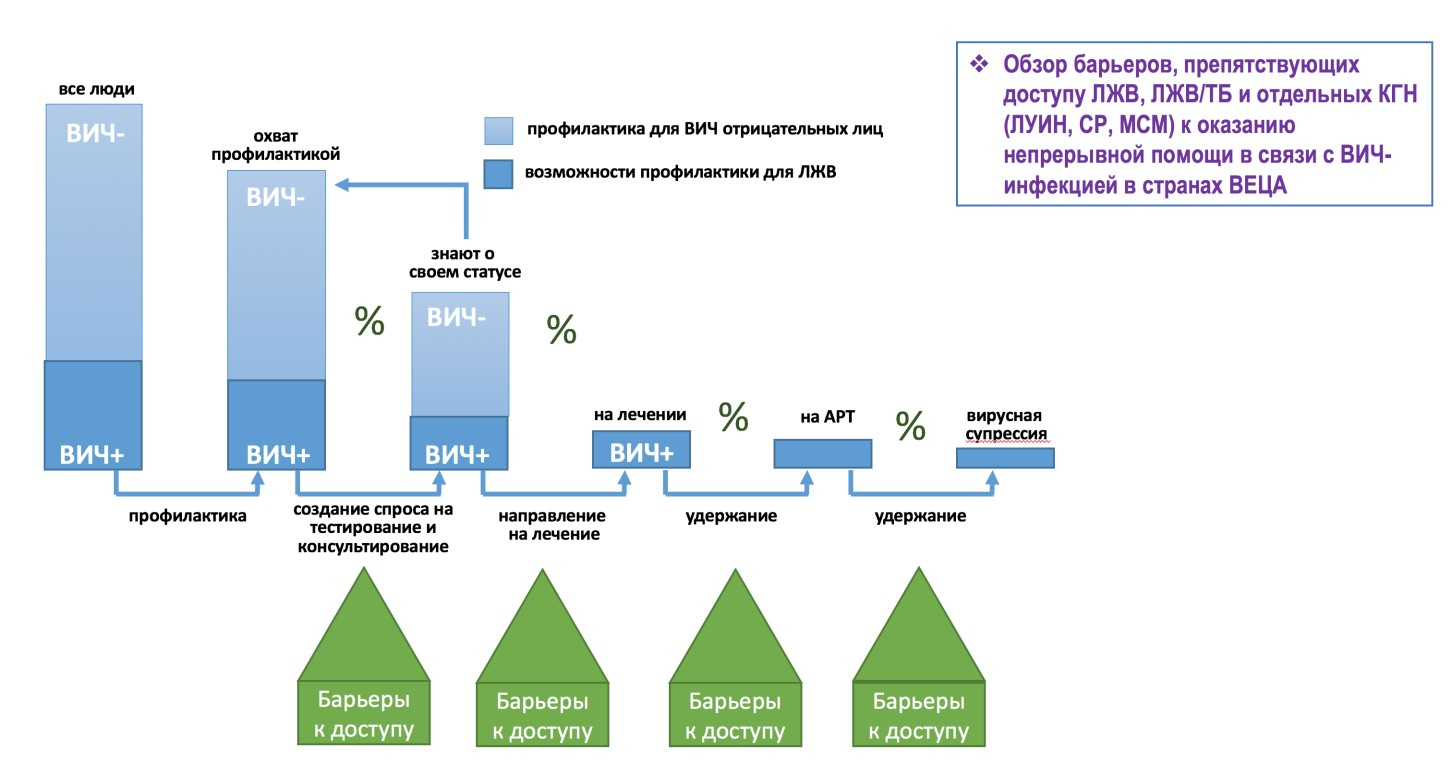 ❖ Обзор барьеров, препятствующих
доступу ЛЖВ, ЛЖВ/ТБ и отдельных КГН
(ЛУИН, СР, МСМ) к оказанию
непрерывной помощи в связи с ВИЧ-
инфекцией в странах ВЕЦА
все люди
ВИЧ-
ВИЧ+
охват
профилактикой
ВИЧ-
ВИЧ+
профилактика для ВИЧ отрицательных лиц
возможности профилактики для ЛЖВ
знают о
своем статусе
ВИЧ-
ВИЧ+
%
%
на лечении
ВИЧ+
%
на АРТ
%
вирусная
супрессия
профилактика
создание спроса на
тестирование и
консультирование
направление
на лечение
удержание
удержание
Барьеры
к доступу
Барьеры
к доступу
Барьеры
к доступу
Барьеры
к доступу